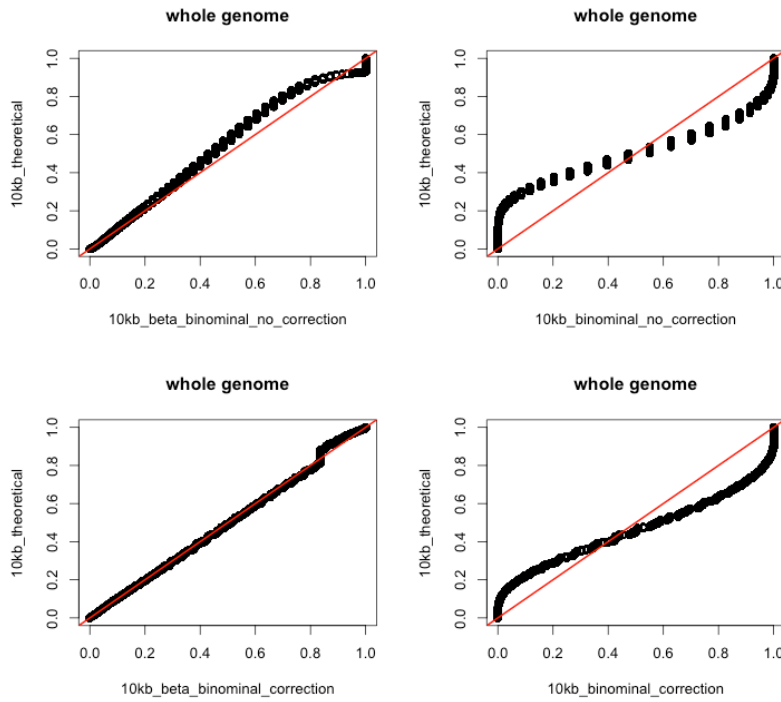 whole genome
10kb_theoretical
0.0 0.2 0.4 0.6 0.8 1.0
0.0 0.2 0.4 0.6 0.8 1.0
10kb_beta_binominal_no_correction
whole genome
10kb_theoretical
0.0 0.2 0.4 0.6 0.8 1.0
0.0 0.2 0.4 0.6 0.8 1.0
10kb_binominal_no_correction
whole genome
10kb_theoretical
0.0 0.2 0.4 0.6 0.8 1.0
0.0 0.2 0.4 0.6 0.8 1.0
10kb_beta_binominal_correction
whole genome
10kb_theoretical
0.0 0.2 0.4 0.6 0.8 1.0
0.0 0.2 0.4 0.6 0.8 1.0
10kb_binominal_correction